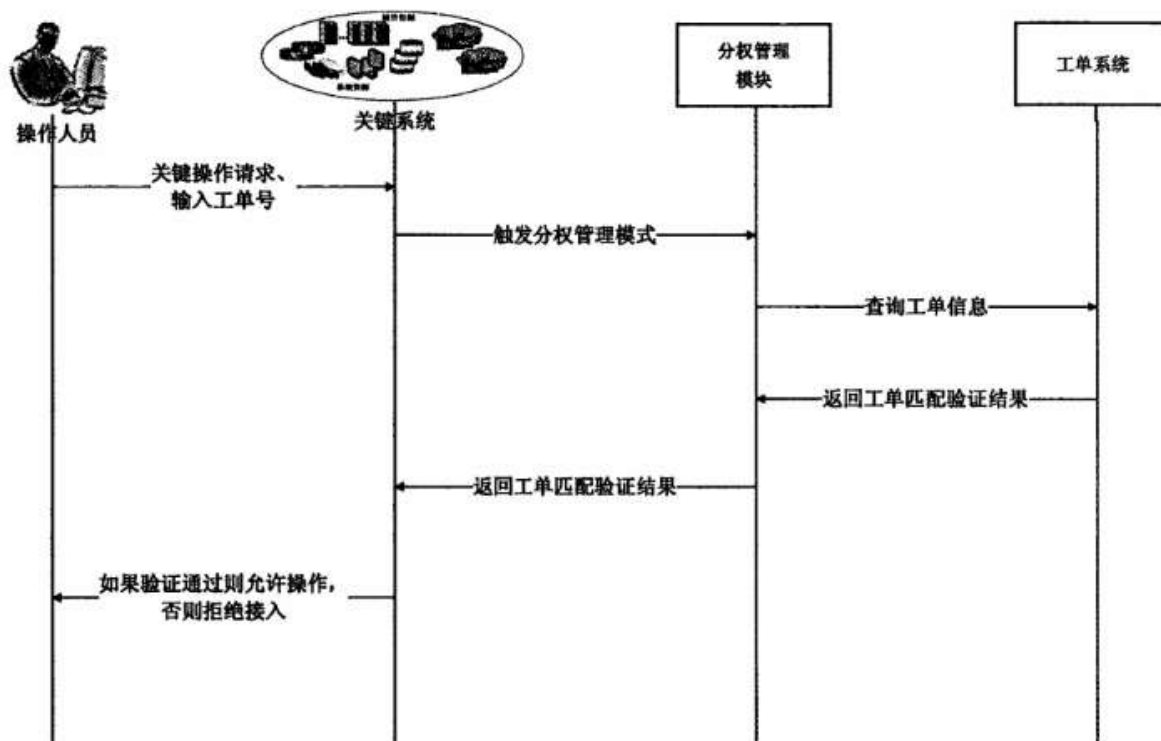 分权管理
模块
工单系统
操作人员
关键系统
关键操作请求、
输入工单号
触发分权管理模式
查询工单信息
返回工单匹配验证结果
返回工单匹配验证结果
如果验证通过则允许操作，
否则拒绝接入